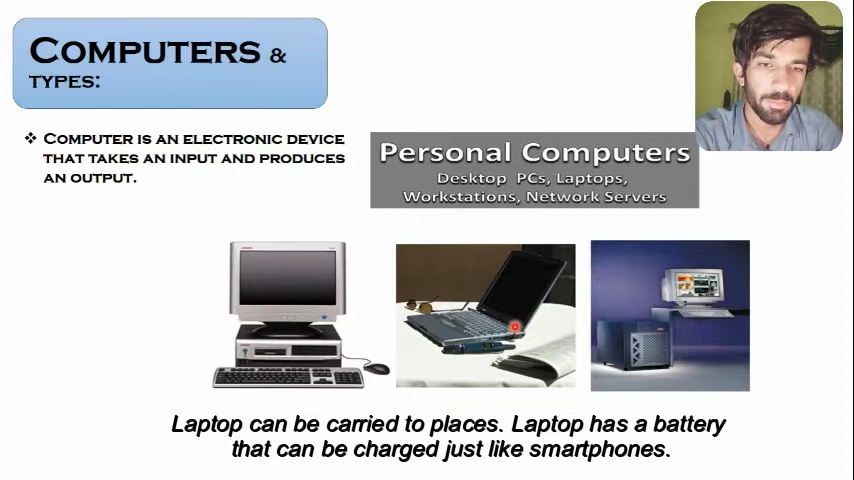 COMPUTERS &
TYPES:
❖ COMPUTER IS AN ELECTRONIC DEVICE
THAT TAKES AN INPUT AND PRODUCES
AN OUTPUT.
Personal Computers
Desktop PCs, Laptops,
Workstations, Network Servers
Laptop can be carried to places. Laptop has a battery
that can be charged just like smartphones.